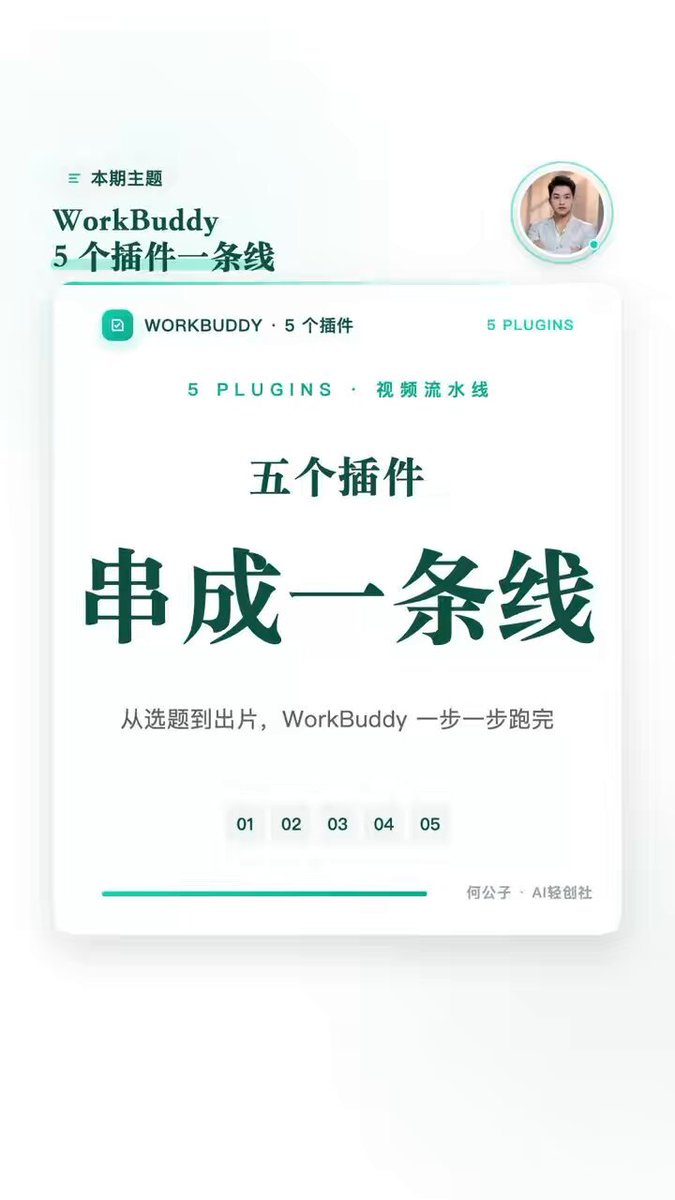 本期主题
WorkBuddy
5 个插件一条线
WORKBUDDY · 5 个插件
5 PLUGINS
5 PLUGINS · 视频流水线
五个插件
串成一条线
从选题到出片，WorkBuddy 一步一步跑完
01 02 03 04 05
何公子 · AI轻创社